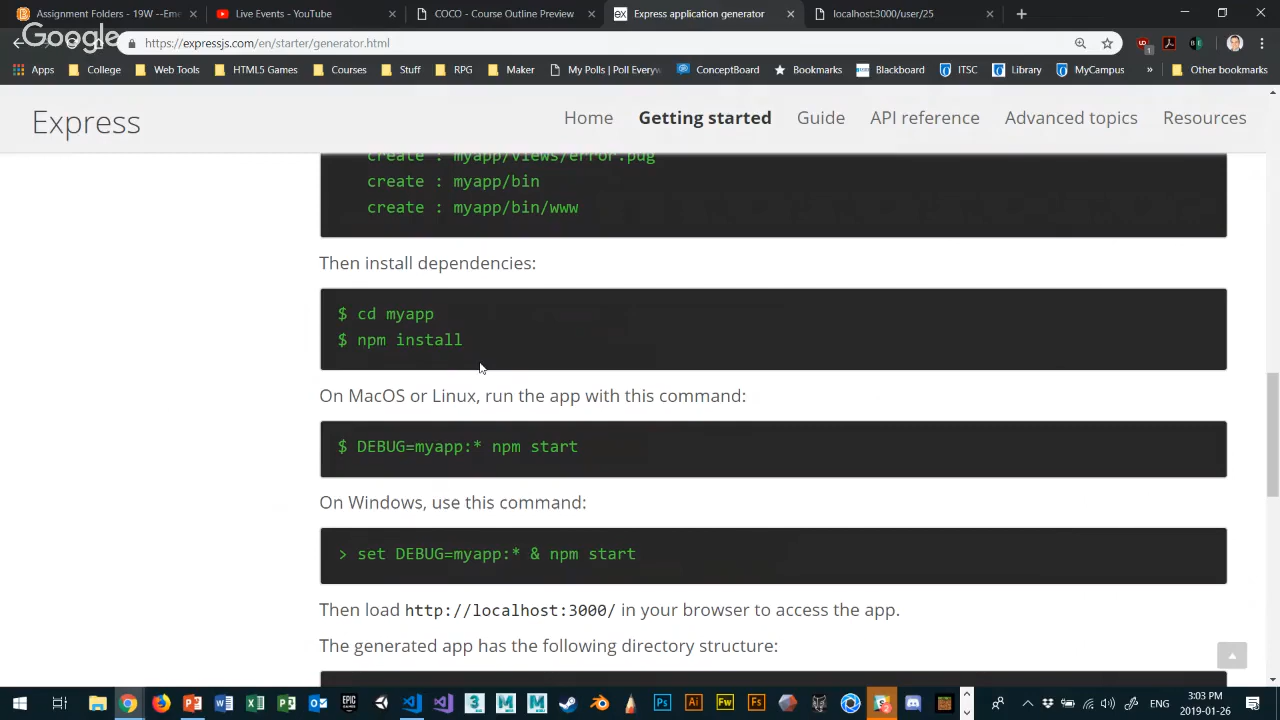 Assignment Folders - 19W --Eme
Live Events - YouTube
COCO - Course Outline Preview
Express application generator
localhost:3000/user/25
Google
https://expressjs.com/en/starter/generator.html
Apps
College
Web Tools
HTML5 Games
Courses
Stuff
RPG
Maker
My Polls | Poll Everyw
ConceptBoard
Bookmarks
Blackboard
ITSC
Library
MyCampus
»
Other bookmarks
Express
Home
Getting started
Guide
API reference
Advanced topics
Resources
create : myapp/views/error.pug
create : myapp/bin
create : myapp/bin/www
Then install dependencies:
$ cd myapp
$ npm install
On MacOS or Linux, run the app with this command:
$ DEBUG=myapp:* npm start
On Windows, use this command:
> set DEBUG=myapp:* & npm start
Then load http://localhost:3000/ in your browser to access the app.
The generated app has the following directory structure:
ENG
3:03 PM
2019-01-26